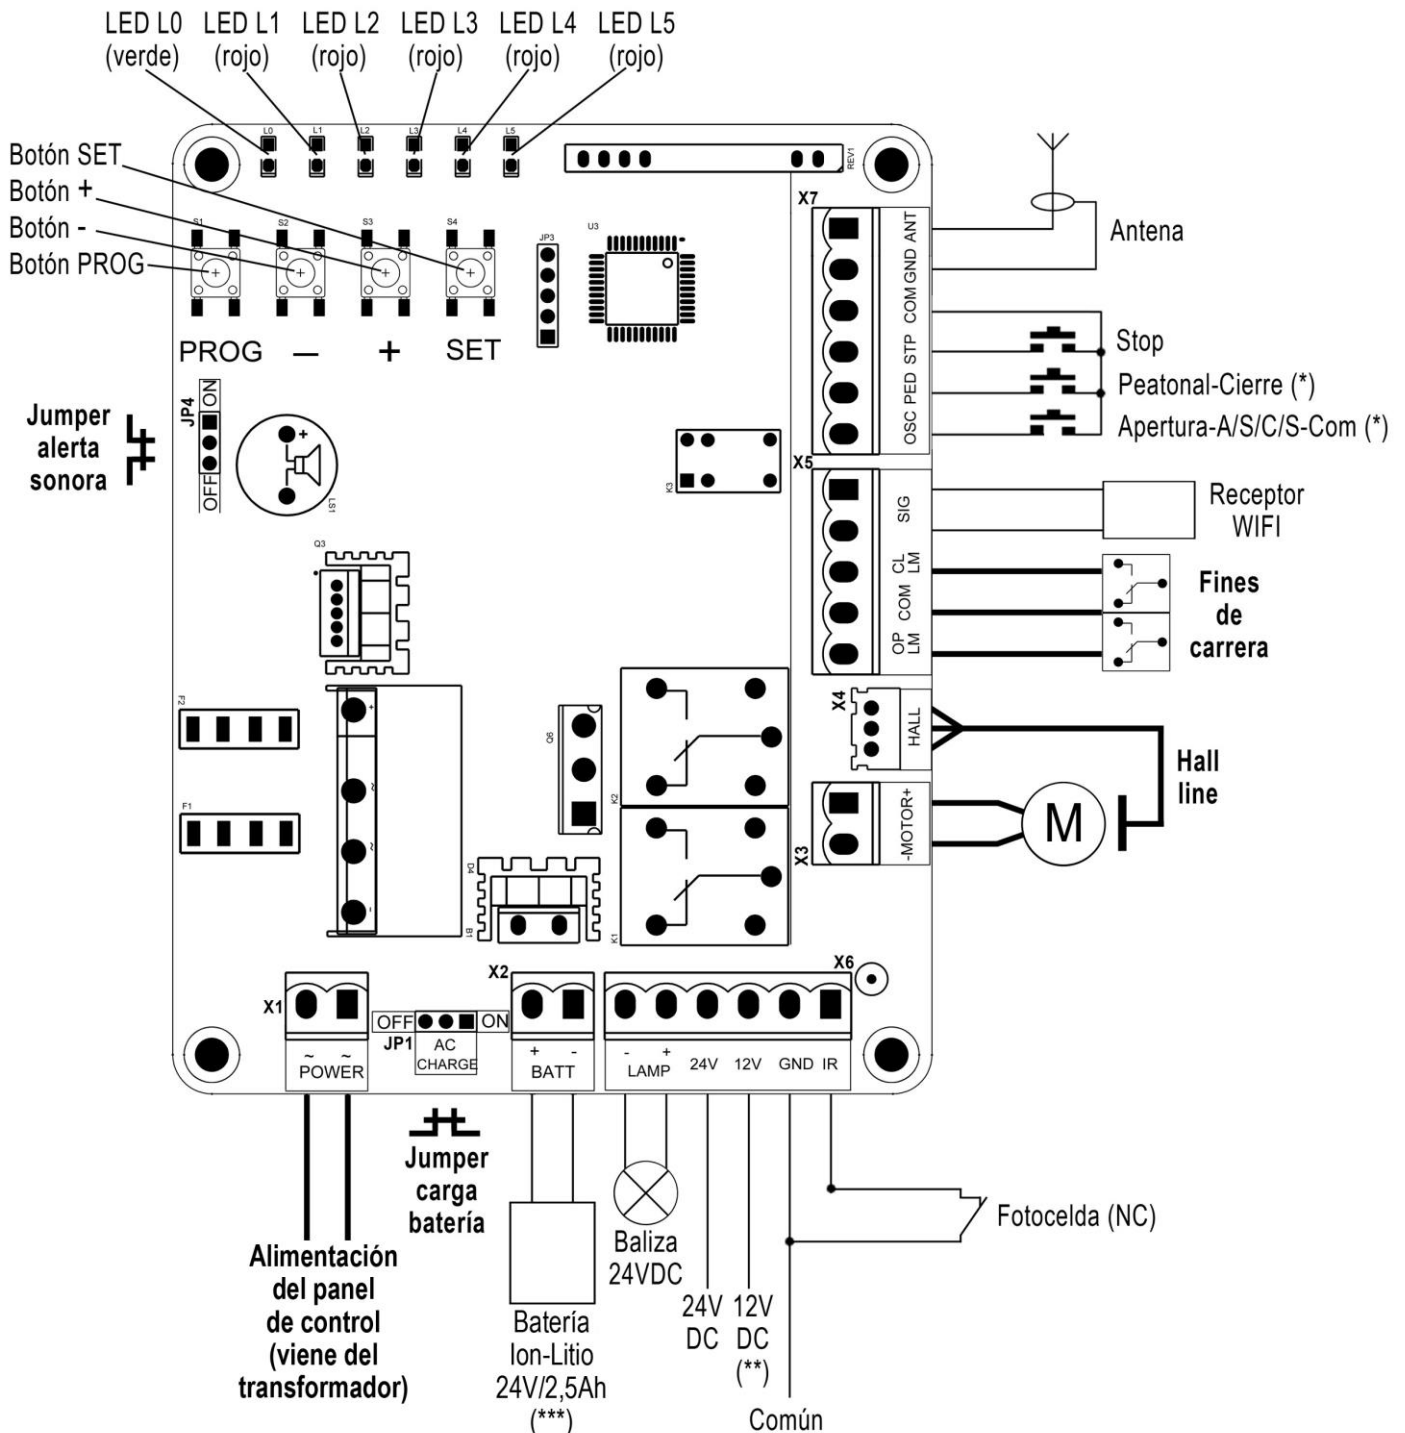 LED L0
(verde)
LED L1
(rojo)
LED L2
(rojo)
LED L3
(rojo)
LED L4
(rojo)
LED L5
(rojo)
L0
L1
L2
L3
L4
L5
REV1
Botón SET
Botón +
Botón -
Botón PROG
S1
S2
S3
S4
JP3
U3
PROG
−
+
SET
X7
ANT
GND
COM
STP
PED
OSC
Antena
Stop
Peatonal-Cierre (*)
Apertura-A/S/C/S-Com (*)
Jumper
alerta
sonora
JP4
ON
OFF
+
LS1
K3
X5
SIG
CL
LM
COM
OP
LM
Receptor
WIFI
Fines
de
carrera
Q3
F2
F1
+
~
~
-
Q6
K2
K1
D4
B1
X4
HALL
Hall
line
X3
-MOTOR+
M
X1
~ ~
POWER
OFF
ON
JP1
AC
CHARGE
X2
+ -
BATT
X6
- +
LAMP
24V
12V
GND
IR
Jumper
carga
batería
Alimentación
del panel
de control
(viene del
transformador)
Batería
Ion-Litio
24V/2,5Ah
(***)
Baliza
24VDC
24V
DC
12V
DC
(**)
Común
Fotocelda (NC)